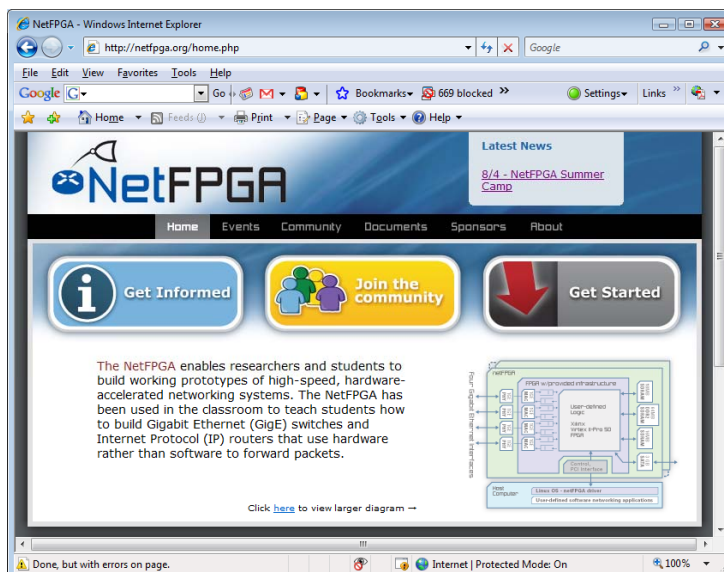 NetFPGA - Windows Internet Explorer
http://netfpga.org/home.php
Google
File Edit View Favorites Tools Help
Google G Go Bookmarks 669 blocked Settings Links
Home Feeds (J) Print Page Tools Help
NetFPGA
Latest News
8/4 - NetFPGA Summer
Camp
Home Events Community Documents Sponsors About
Get Informed
Join the
community
Get Started
The NetFPGA enables researchers and students to
build working prototypes of high-speed, hardware-
accelerated networking systems. The NetFPGA has
been used in the classroom to teach students how
to build Gigabit Ethernet (GigE) switches and
Internet Protocol (IP) routers that use hardware
rather than software to forward packets.
Click here to view larger diagram →
Four Gigabit Ethernet Interfaces
netFPGA
FPGA w/provided infrastructure
User-defined
Logic
Xilinx
Virtex II-Pro 50
FPGA
Control,
PCI Interface
Host
Computer
Linux OS - netFPGA driver
User-defined software networking applications
Done, but with errors on page.
Internet | Protected Mode: On
100%